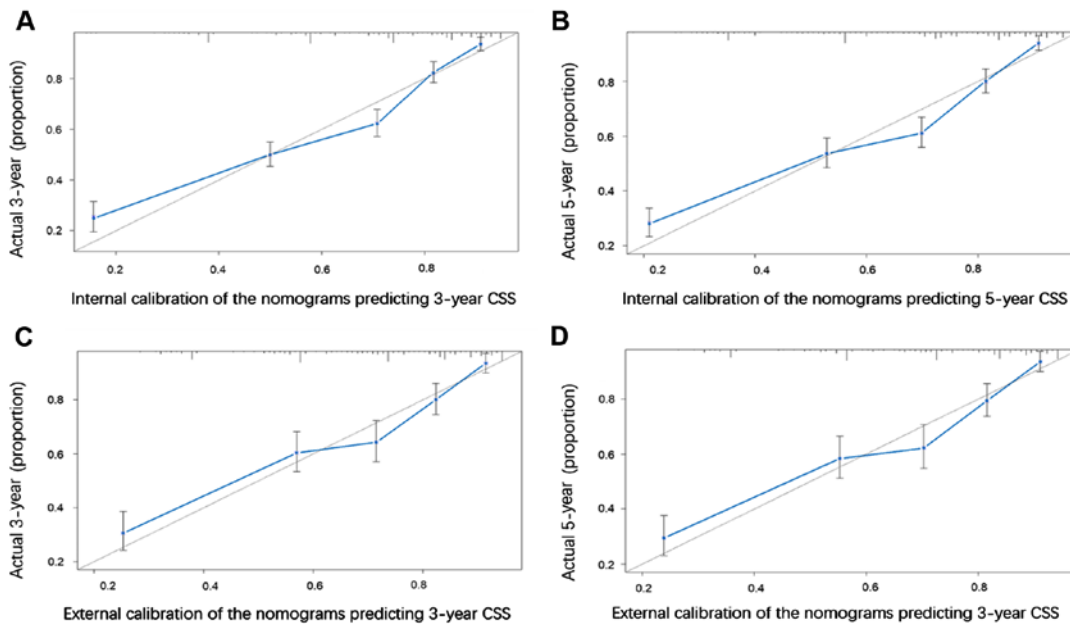 A
Actual 3-year (proportion)
0.8
0.6
0.4
0.2
0.2 0.4 0.6 0.8
Internal calibration of the nomograms predicting 3-year CSS
B
Actual 5-year (proportion)
0.8
0.6
0.4
0.2
0.2 0.4 0.6 0.8
Internal calibration of the nomograms predicting 5-year CSS
C
Actual 3-year (proportion)
0.8
0.6
0.4
0.2
0.2 0.4 0.6 0.8
External calibration of the nomograms predicting 3-year CSS
D
Actual 5-year (proportion)
0.8
0.6
0.4
0.2
0.2 0.4 0.6 0.8
External calibration of the nomograms predicting 3-year CSS